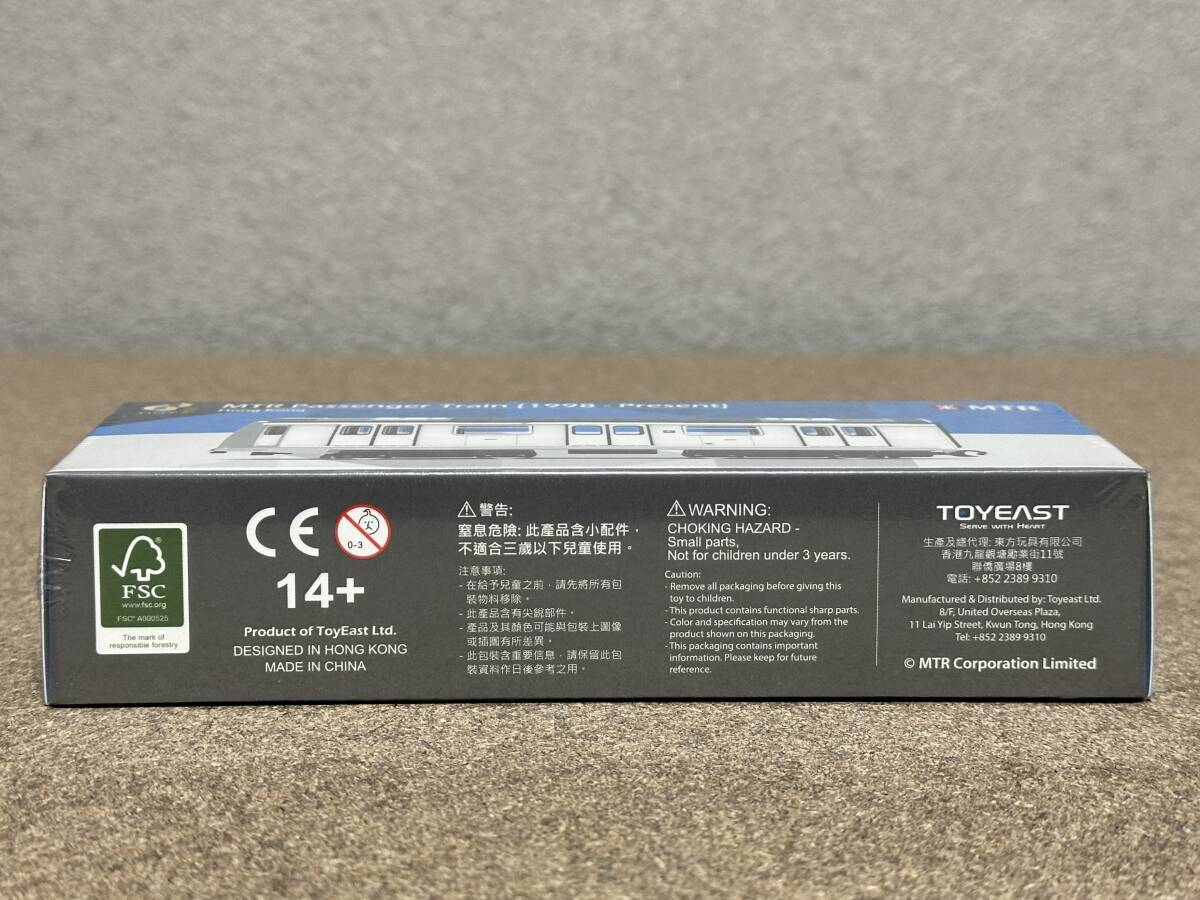 MTR Passenger Train (1998 - Present)
Hong Kong
MTR
FSC
www.fsc.org
FSC® A000525
The mark of
responsible forestry
CE
0-3
14+
Product of ToyEast Ltd.
DESIGNED IN HONG KONG
MADE IN CHINA
⚠警告:
窒息危險: 此產品含小配件，
不適合三歲以下兒童使用。
注意事項:
- 在給予兒童之前，請先將所有包
裝物料移除。
- 此產品含有尖銳部件。
- 產品及其顏色可能與包裝上圖像
或插圖有所差異。
- 此包裝含重要信息，請保留此包
裝資料作日後參考之用。
⚠WARNING:
CHOKING HAZARD -
Small parts,
Not for children under 3 years.
Caution:
- Remove all packaging before giving this
toy to children.
- This product contains functional sharp parts.
- Color and specification may vary from the
product shown on this packaging.
- This packaging contains important
information. Please keep for future
reference.
TOYEAST
SERVE WITH HEART
生產及總代理: 東方玩具有限公司
香港九龍觀塘勵業街11號
聯僑廣場8樓
電話: +852 2389 9310
Manufactured & Distributed by: Toyeast Ltd.
8/F, United Overseas Plaza,
11 Lai Yip Street, Kwun Tong, Hong Kong
Tel: +852 2389 9310
© MTR Corporation Limited